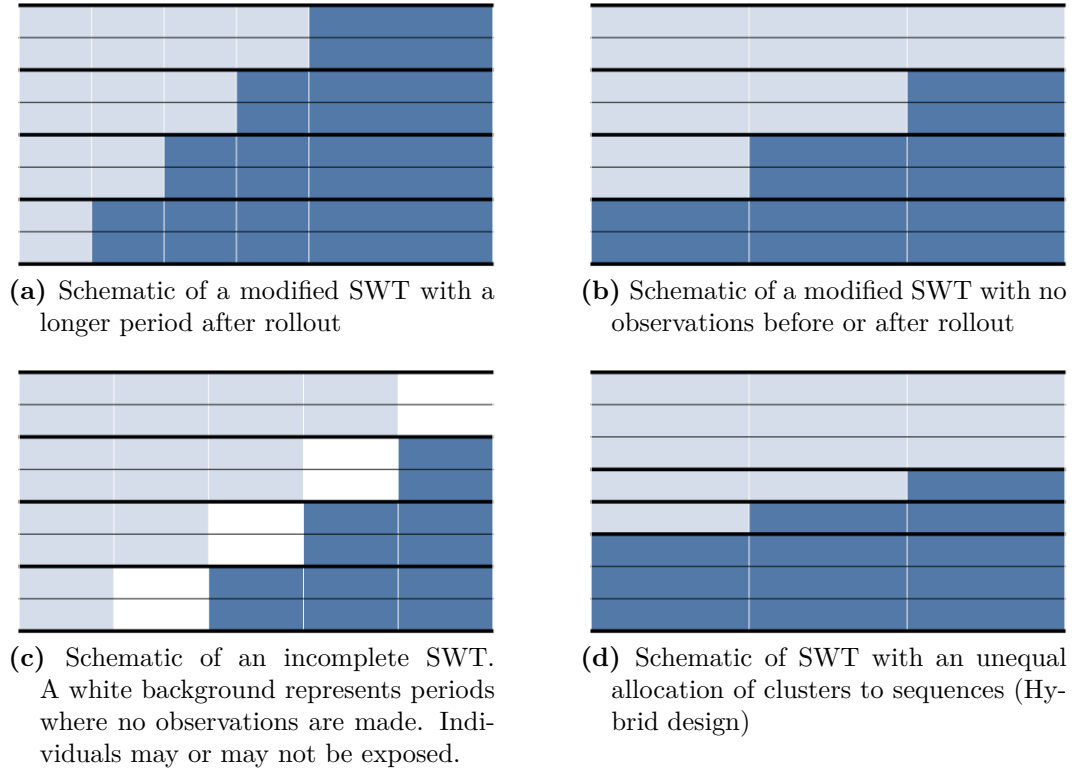 (a) Schematic of a modified SWT with a
longer period after rollout
(b) Schematic of a modified SWT with no
observations before or after rollout
(c) Schematic of an incomplete SWT.
A white background represents periods
where no observations are made. Indi-
viduals may or may not be exposed.
(d) Schematic of SWT with an unequal
allocation of clusters to sequences (Hy-
brid design)